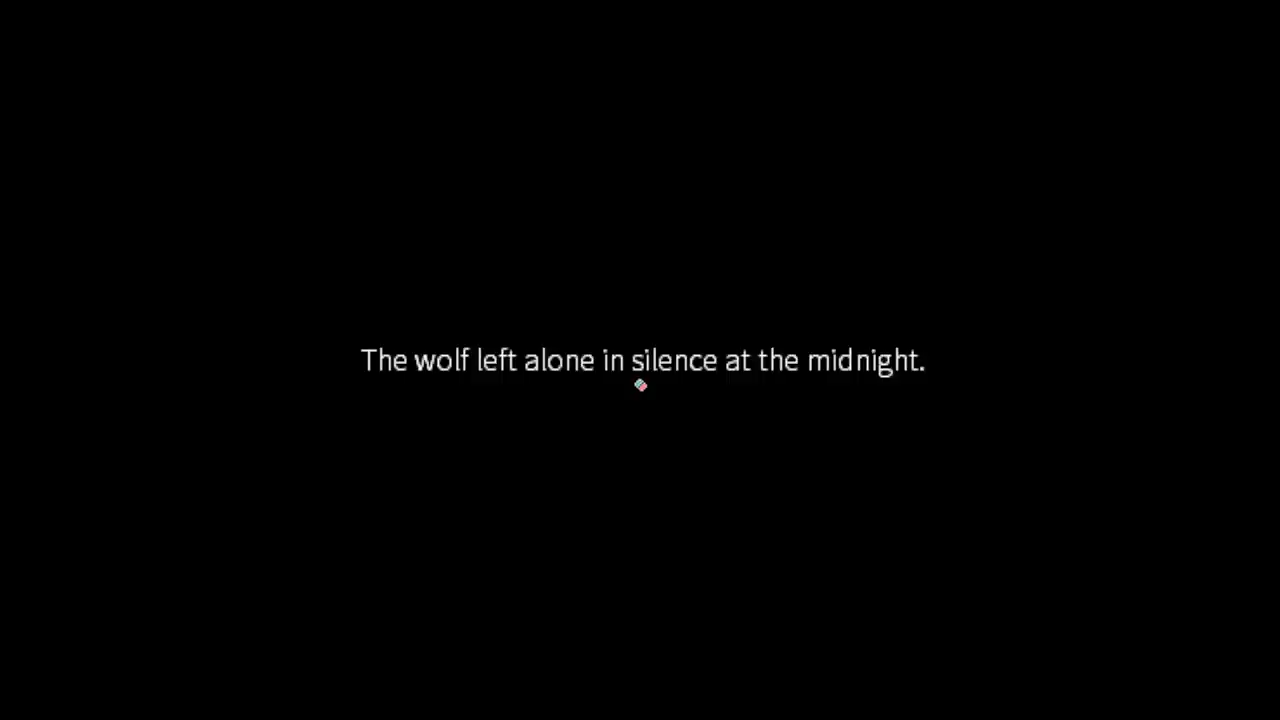 The wolf left alone in silence at the midnight.